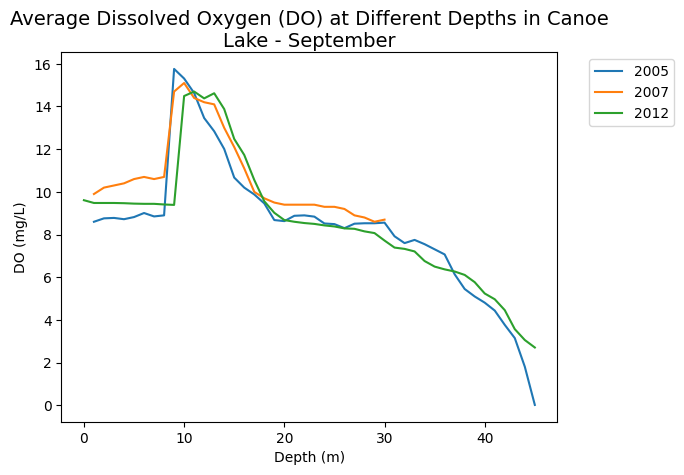 Average Dissolved Oxygen (DO) at Different Depths in Canoe
Lake - September
2005
2007
2012
DO (mg/L)
16
14
12
10
8
6
4
2
0
0 10 20 30 40
Depth (m)